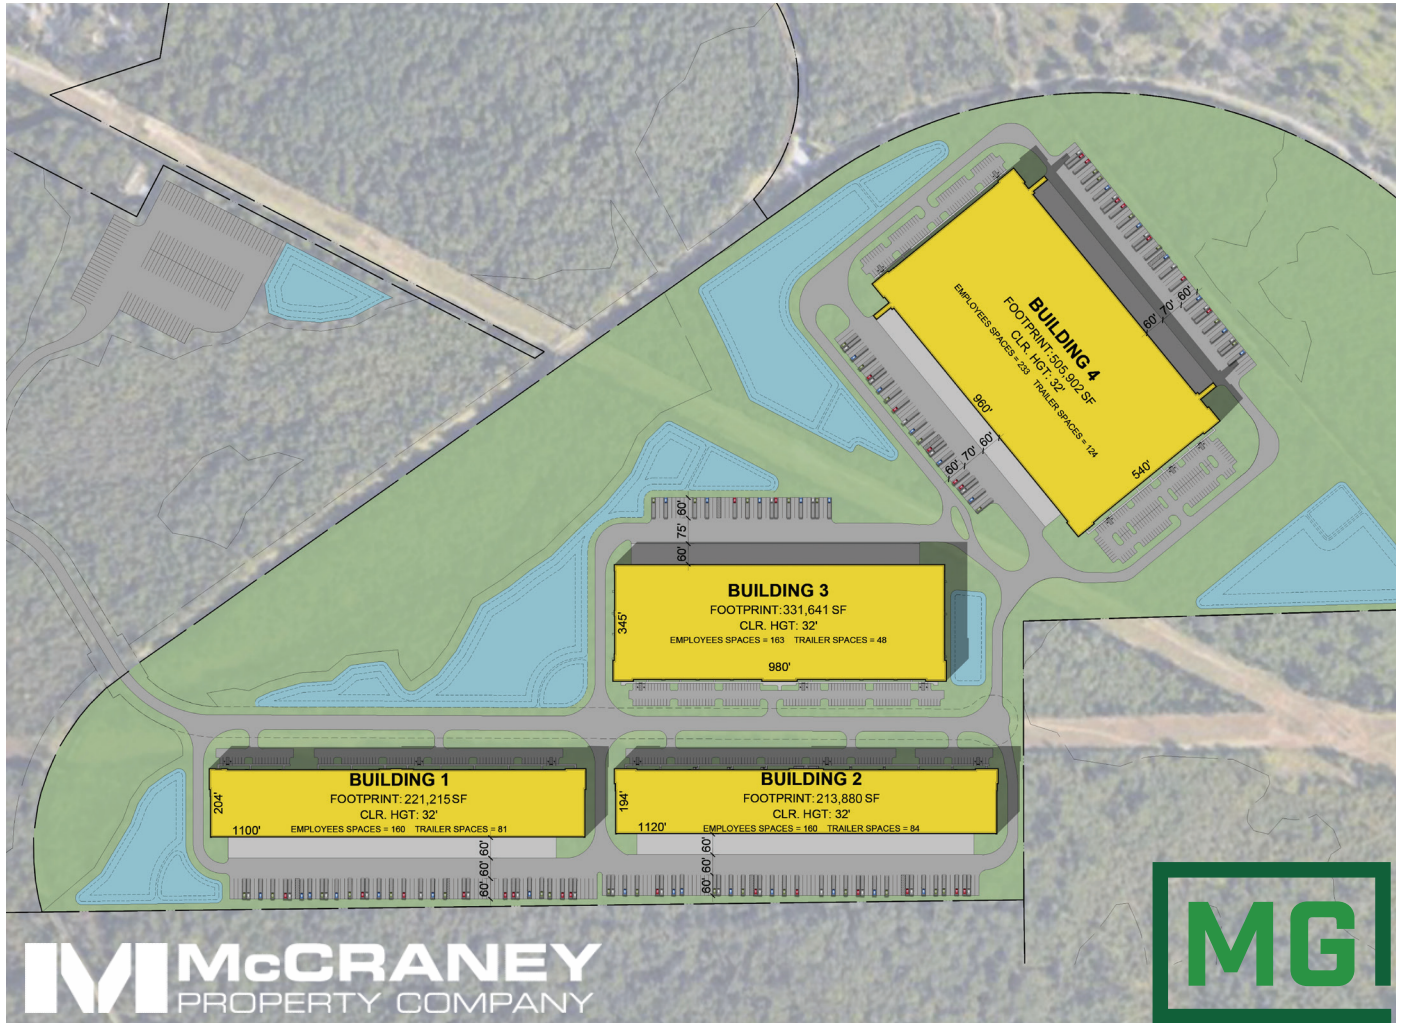 BUILDING 4
FOOTPRINT: 505,902 SF
CLR. HGT: 32'
EMPLOYEES SPACES = 233 TRAILER SPACES = 124
960'
540'
60'
70'
60'
60'
70'
60'
60'
75'
60'
BUILDING 3
FOOTPRINT: 331,641 SF
CLR. HGT: 32'
EMPLOYEES SPACES = 163 TRAILER SPACES = 48
345'
980'
BUILDING 1
FOOTPRINT: 221,215 SF
CLR. HGT: 32'
EMPLOYEES SPACES = 160 TRAILER SPACES = 81
204'
1100'
60'
60'
60'
BUILDING 2
FOOTPRINT: 213,880 SF
CLR. HGT: 32'
EMPLOYEES SPACES = 160 TRAILER SPACES = 84
194'
1120'
60'
60'
60'
McCRANEY
PROPERTY COMPANY
MG